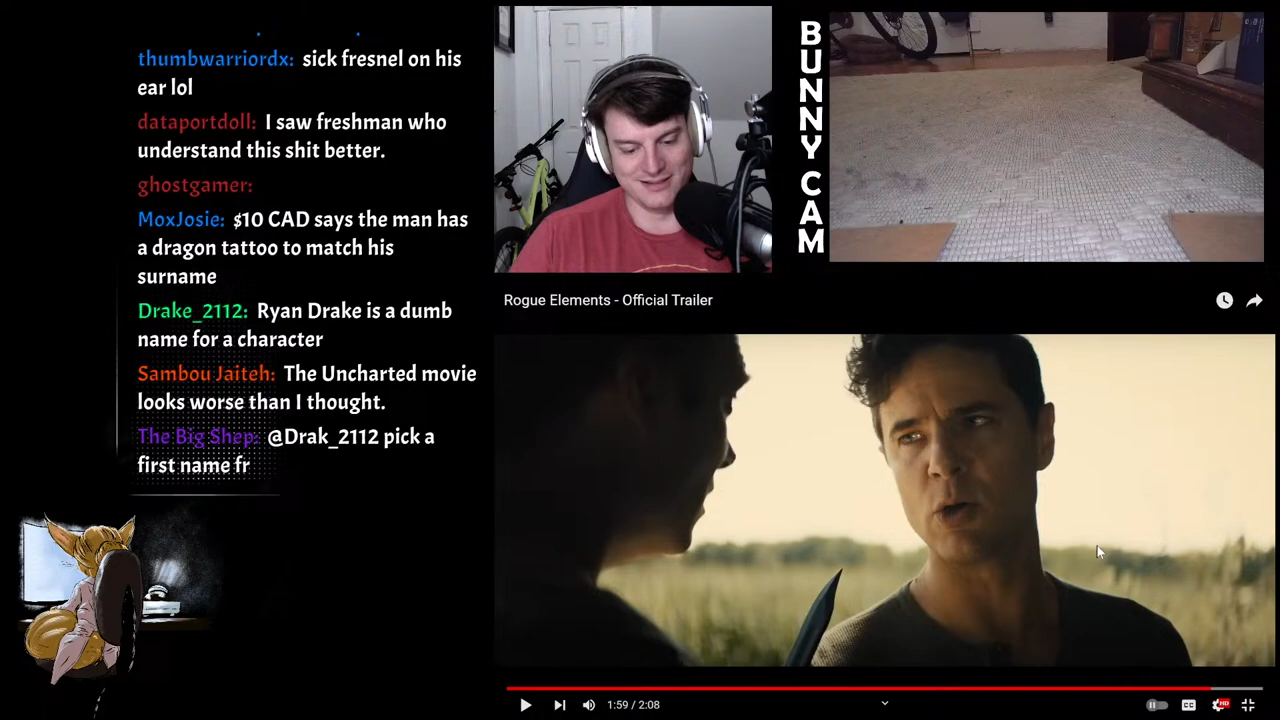 thumbwarriordx: sick fresnel on his
ear lol
dataportdoll: I saw freshman who
understand this shit better.
ghostgamer:
MoxJosie: $10 CAD says the man has
a dragon tattoo to match his
surname
Drake_2112: Ryan Drake is a dumb
name for a character
Sambou Jaiteh: The Uncharted movie
looks worse than I thought.
The Big Shep: @Drak_2112 pick a
first name fr
BUNNY CAM
Rogue Elements - Official Trailer
1:59 / 2:08
CC
HD